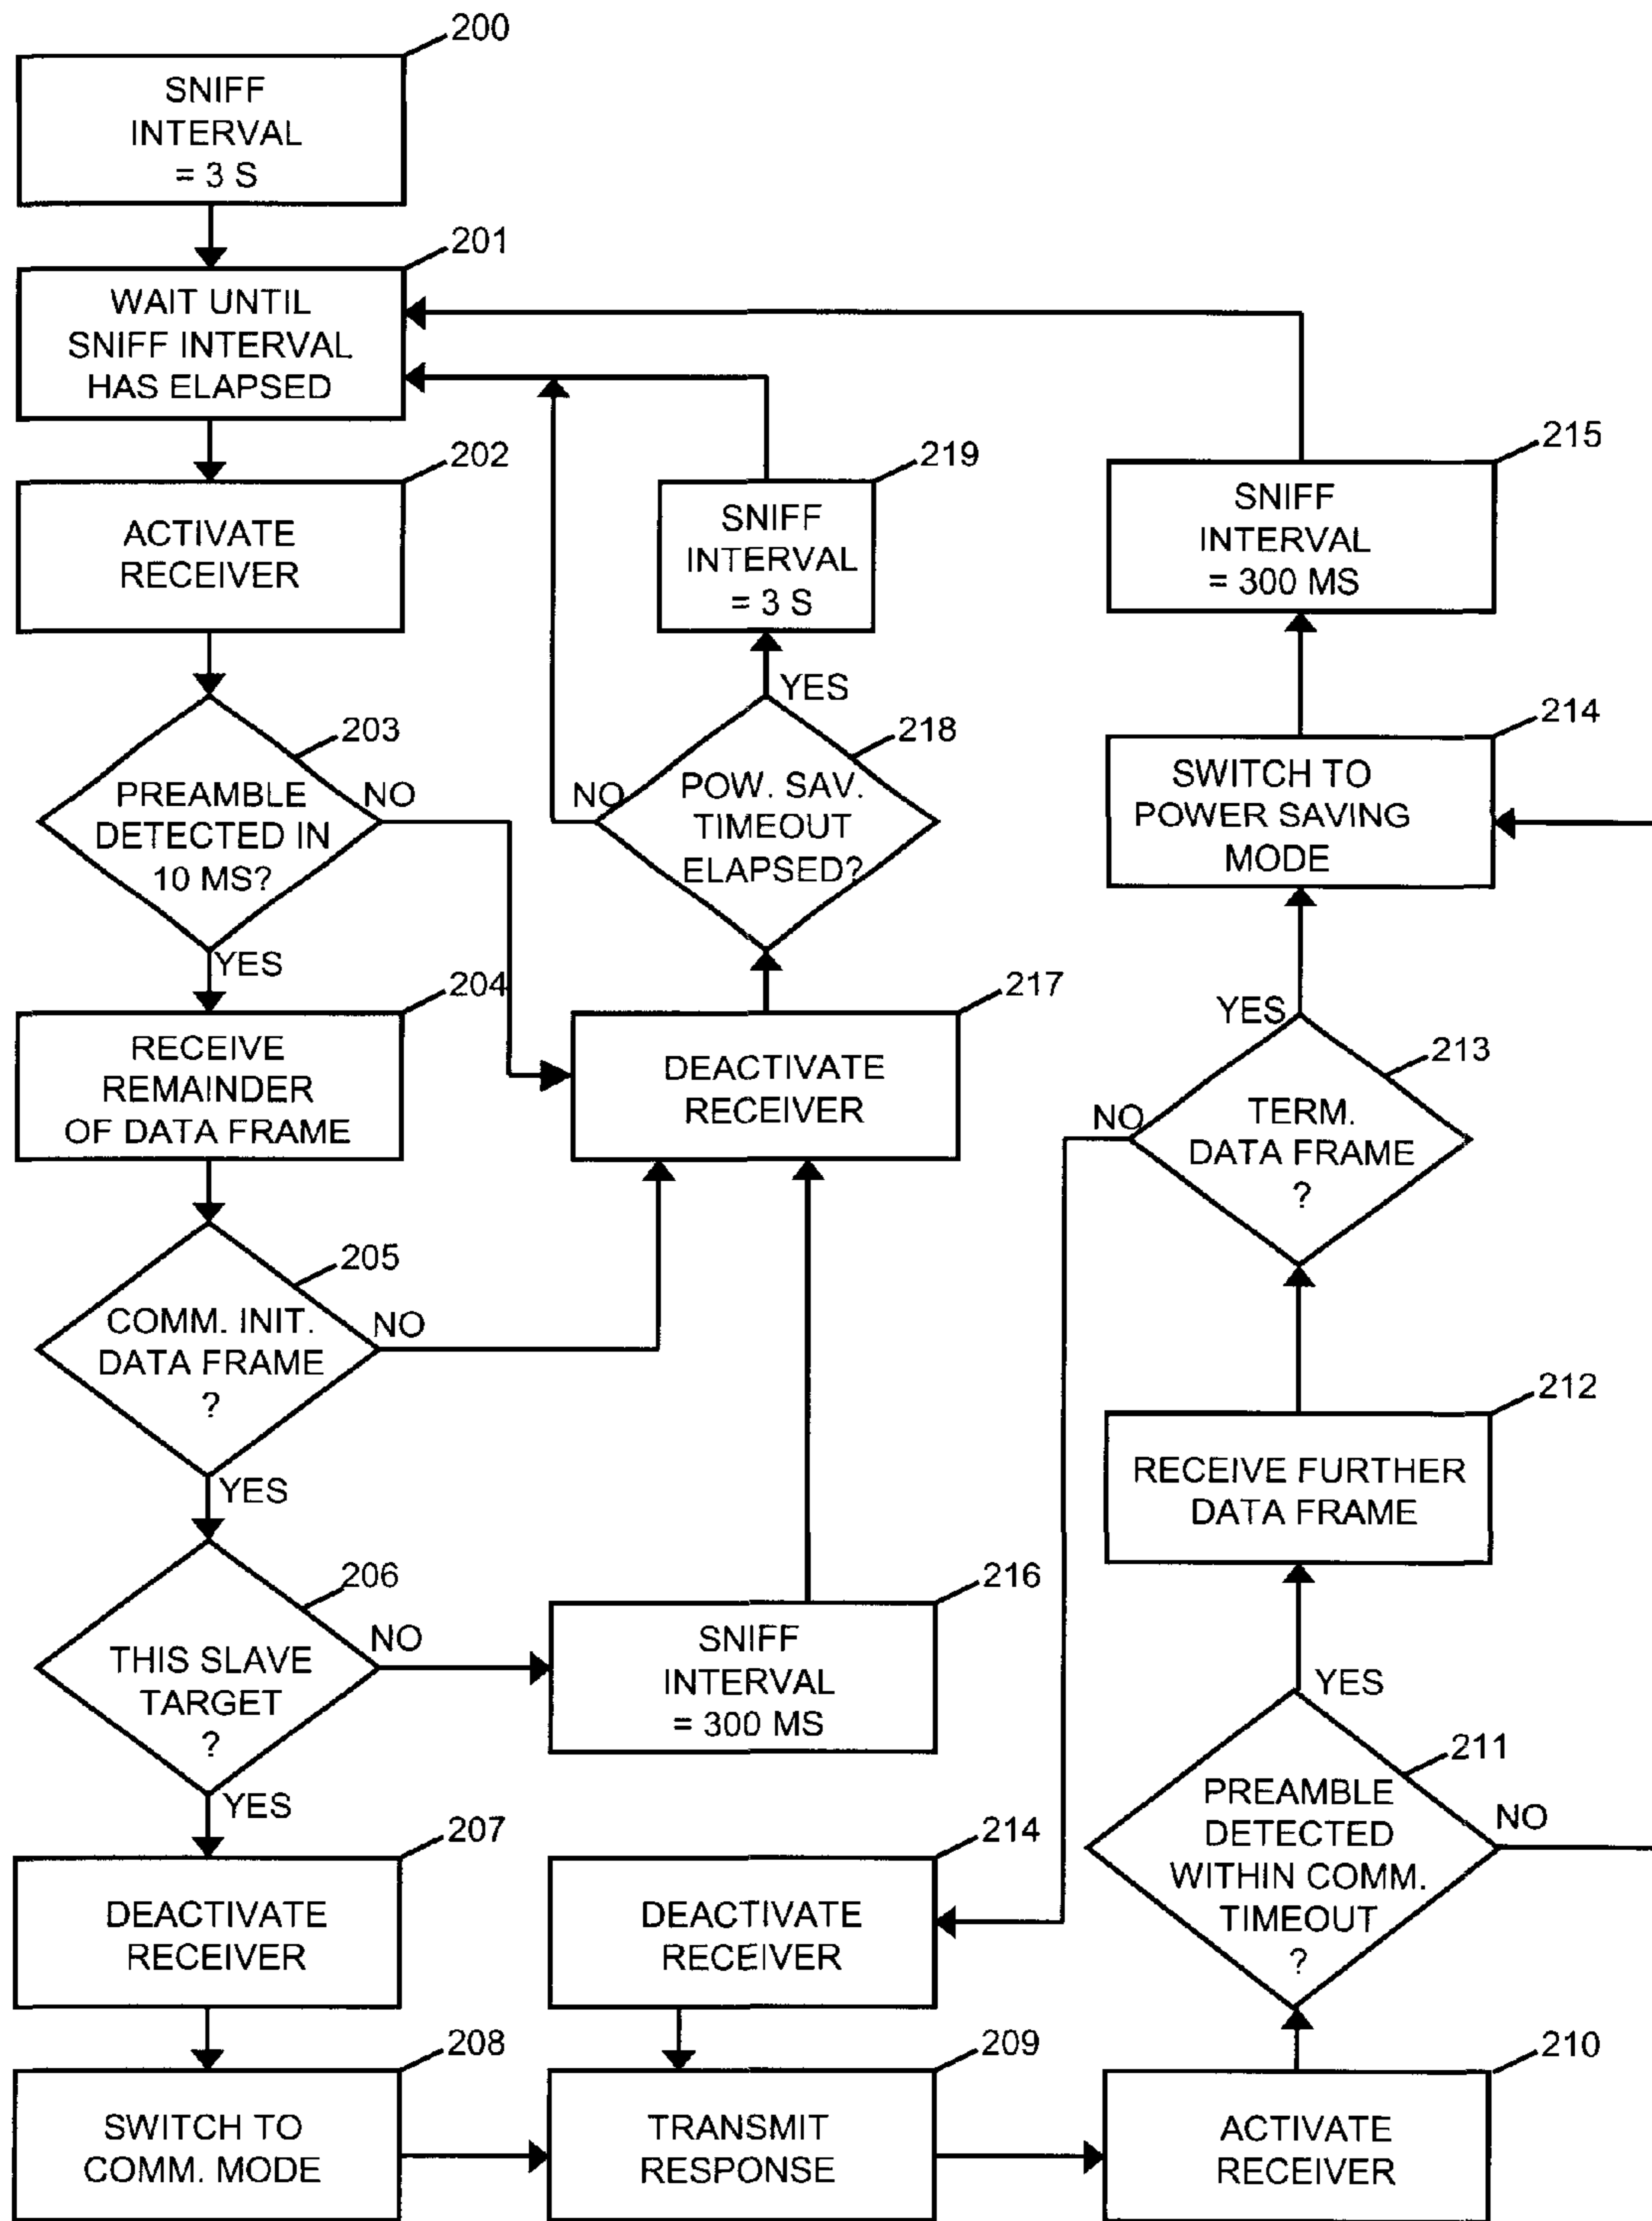 200
SNIFF
INTERVAL
= 3 S
201
WAIT UNTIL
SNIFF INTERVAL
HAS ELAPSED
202
ACTIVATE
RECEIVER
203
PREAMBLE
DETECTED IN
10 MS?
NO
YES
204
RECEIVE
REMAINDER
OF DATA FRAME
205
COMM. INIT.
DATA FRAME
?
NO
YES
206
THIS SLAVE
TARGET
?
NO
YES
207
DEACTIVATE
RECEIVER
208
SWITCH TO
COMM. MODE
219
SNIFF
INTERVAL
= 3 S
YES
218
POW. SAV.
TIMEOUT
ELAPSED?
NO
217
DEACTIVATE
RECEIVER
216
SNIFF
INTERVAL
= 300 MS
214
DEACTIVATE
RECEIVER
209
TRANSMIT
RESPONSE
215
SNIFF
INTERVAL
= 300 MS
214
SWITCH TO
POWER SAVING
MODE
YES
213
TERM.
DATA FRAME
?
NO
212
RECEIVE FURTHER
DATA FRAME
YES
211
PREAMBLE
DETECTED
WITHIN COMM.
TIMEOUT
?
NO
210
ACTIVATE
RECEIVER